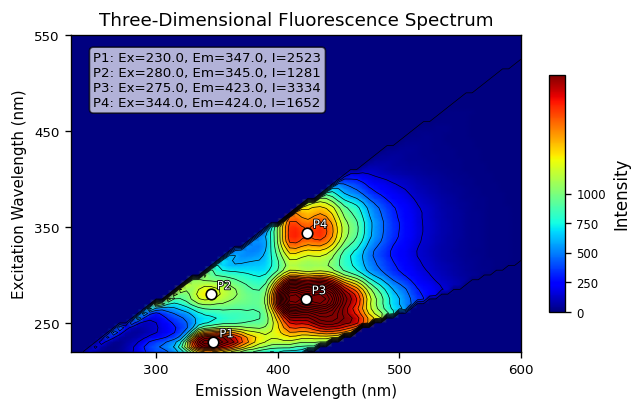 Three-Dimensional Fluorescence Spectrum
P1: Ex=230.0, Em=347.0, I=2523
P2: Ex=280.0, Em=345.0, I=1281
P3: Ex=275.0, Em=423.0, I=3334
P4: Ex=344.0, Em=424.0, I=1652
550
450
350
250
Excitation Wavelength (nm)
P4
P2
P3
P1
300
400
500
600
Emission Wavelength (nm)
1000
750
500
250
0
Intensity